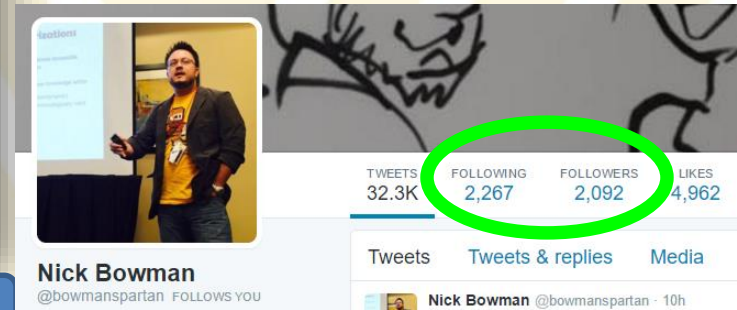 TWEETS FOLLOWING FOLLOWERS LIKES
32.3K 2,267 2,092 4,962
Tweets Tweets & replies Media
Nick Bowman
@bowmanspartan FOLLOWS YOU
Nick Bowman @bowmanspartan · 10h